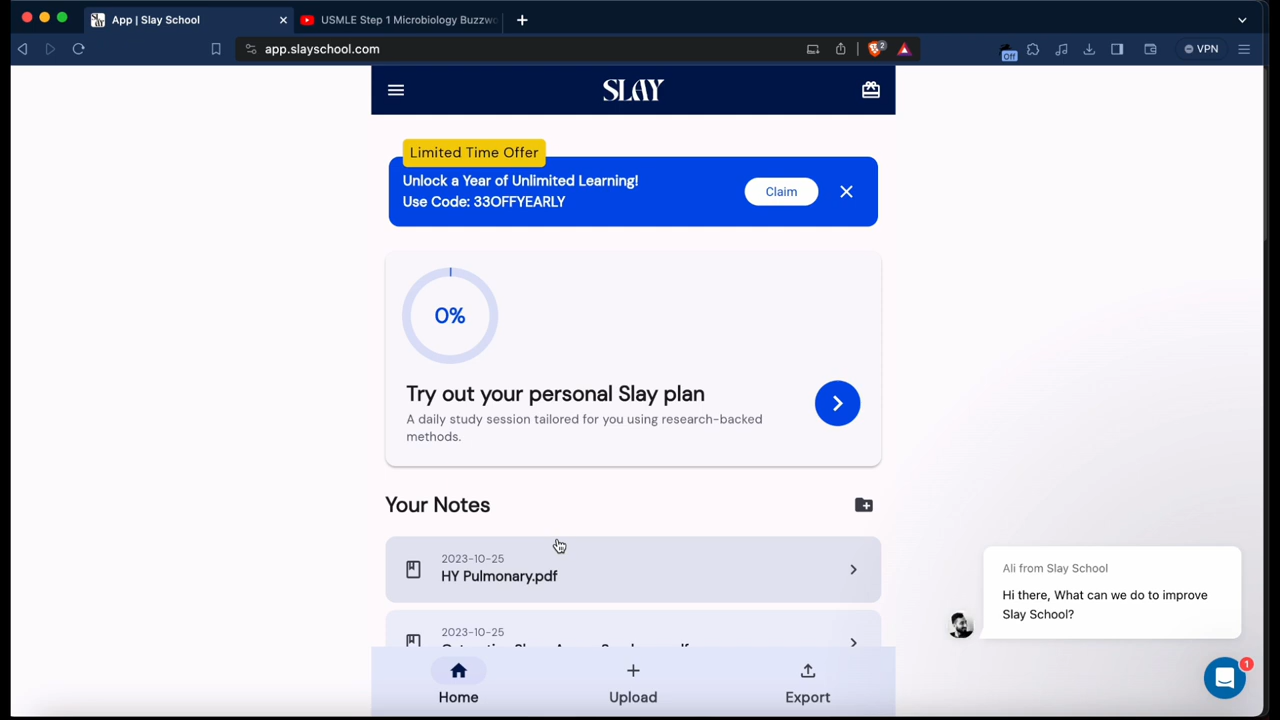 App | Slay School
USMLE Step 1 Microbiology Buzzwo
app.slayschool.com
2
Off
VPN
SLAY
Limited Time Offer
Unlock a Year of Unlimited Learning!
Use Code: 33OFFYEARLY
Claim
0%
Try out your personal Slay plan
A daily study session tailored for you using research-backed
methods.
Your Notes
2023-10-25
HY Pulmonary.pdf
2023-10-25
Ali from Slay School
Hi there, What can we do to improve
Slay School?
1
Home
Upload
Export